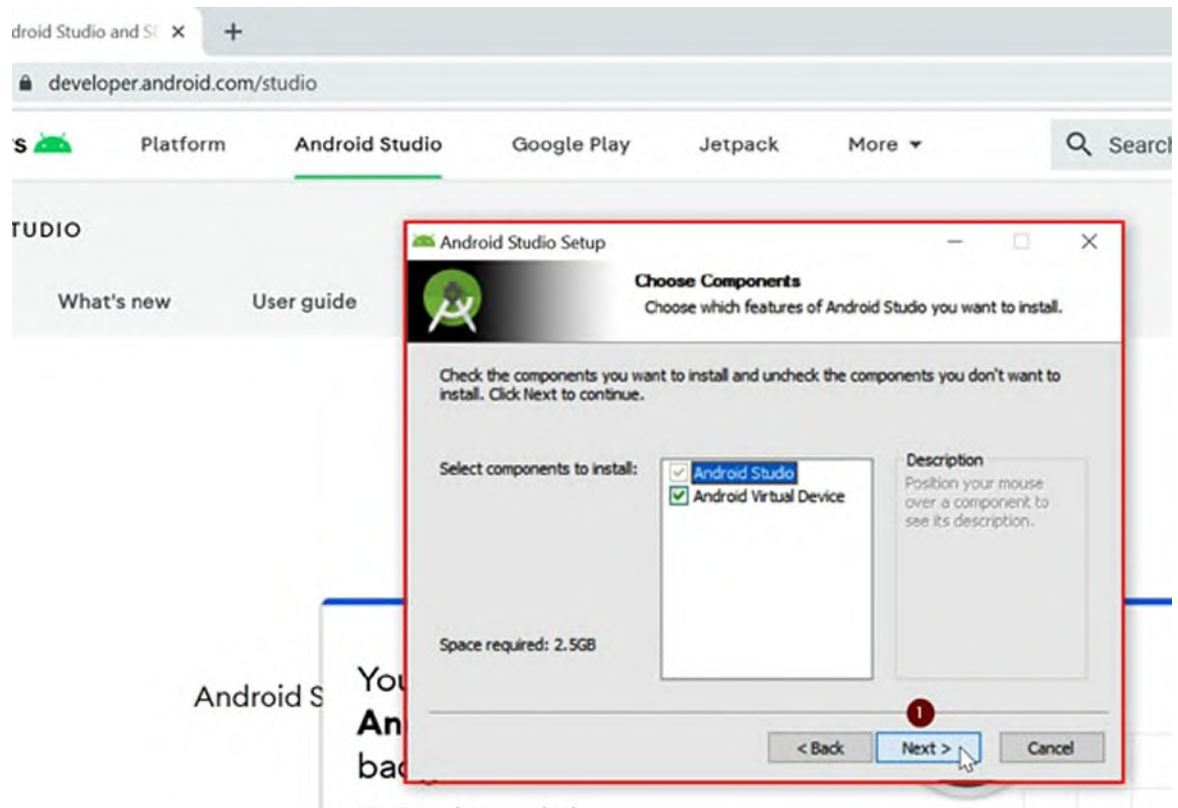 droid Studio and S
developer.android.com/studio
's Platform Android Studio Google Play Jetpack More Search
TUDIO
What's new User guide
Android Studio Setup
Choose Components
Choose which features of Android Studio you want to install.
Check the components you want to install and uncheck the components you don't want to
install. Click Next to continue.
Select components to install:
Android Studio
Android Virtual Device
Description
Position your mouse
over a component to
see its description.
Space required: 2.5GB
Android S
You
An
bac
1
< Back Next > Cancel